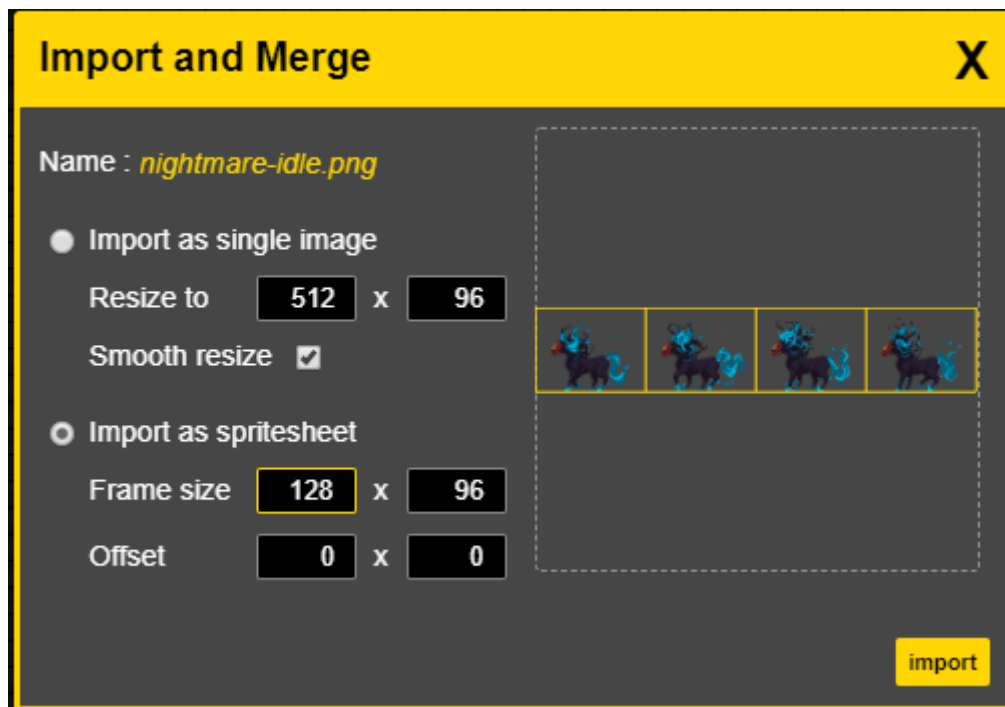 Import and Merge X
Name : nightmare-idle.png
Import as single image
Resize to 512 x 96
Smooth resize
Import as spritesheet
Frame size 128 x 96
Offset 0 x 0
import